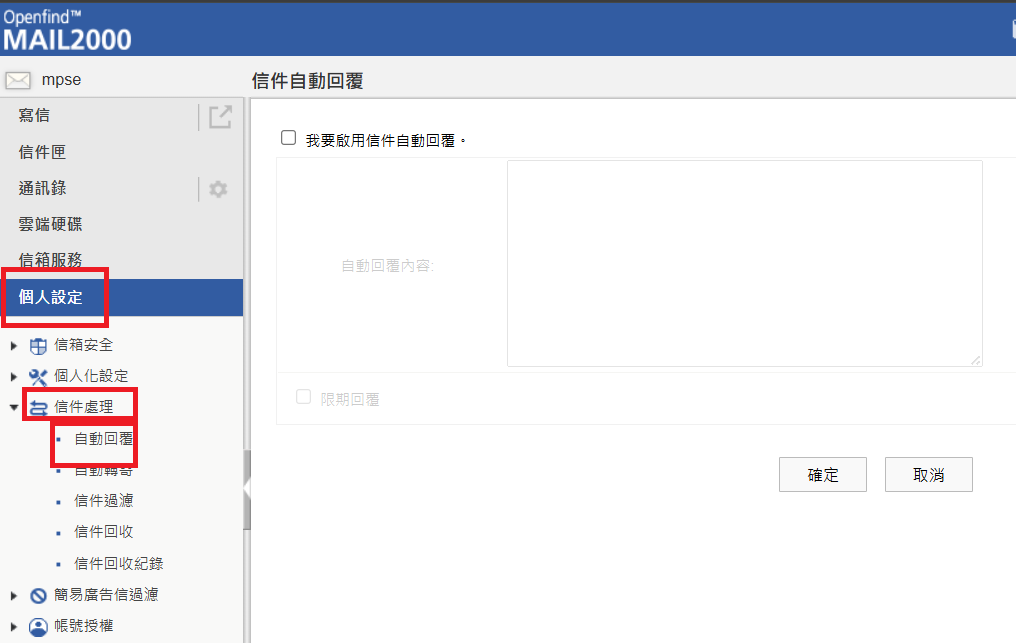 Openfind™
MAIL2000
mpse
信件自動回覆
寫信
信件匣
通訊錄
雲端硬碟
信箱服務
個人設定
信箱安全
個人化設定
信件處理
自動回覆
自動轉寄
信件過濾
信件回收
信件回收紀錄
簡易廣告信過濾
帳號授權
我要啟用信件自動回覆。
自動回覆內容:
限期回覆
確定
取消